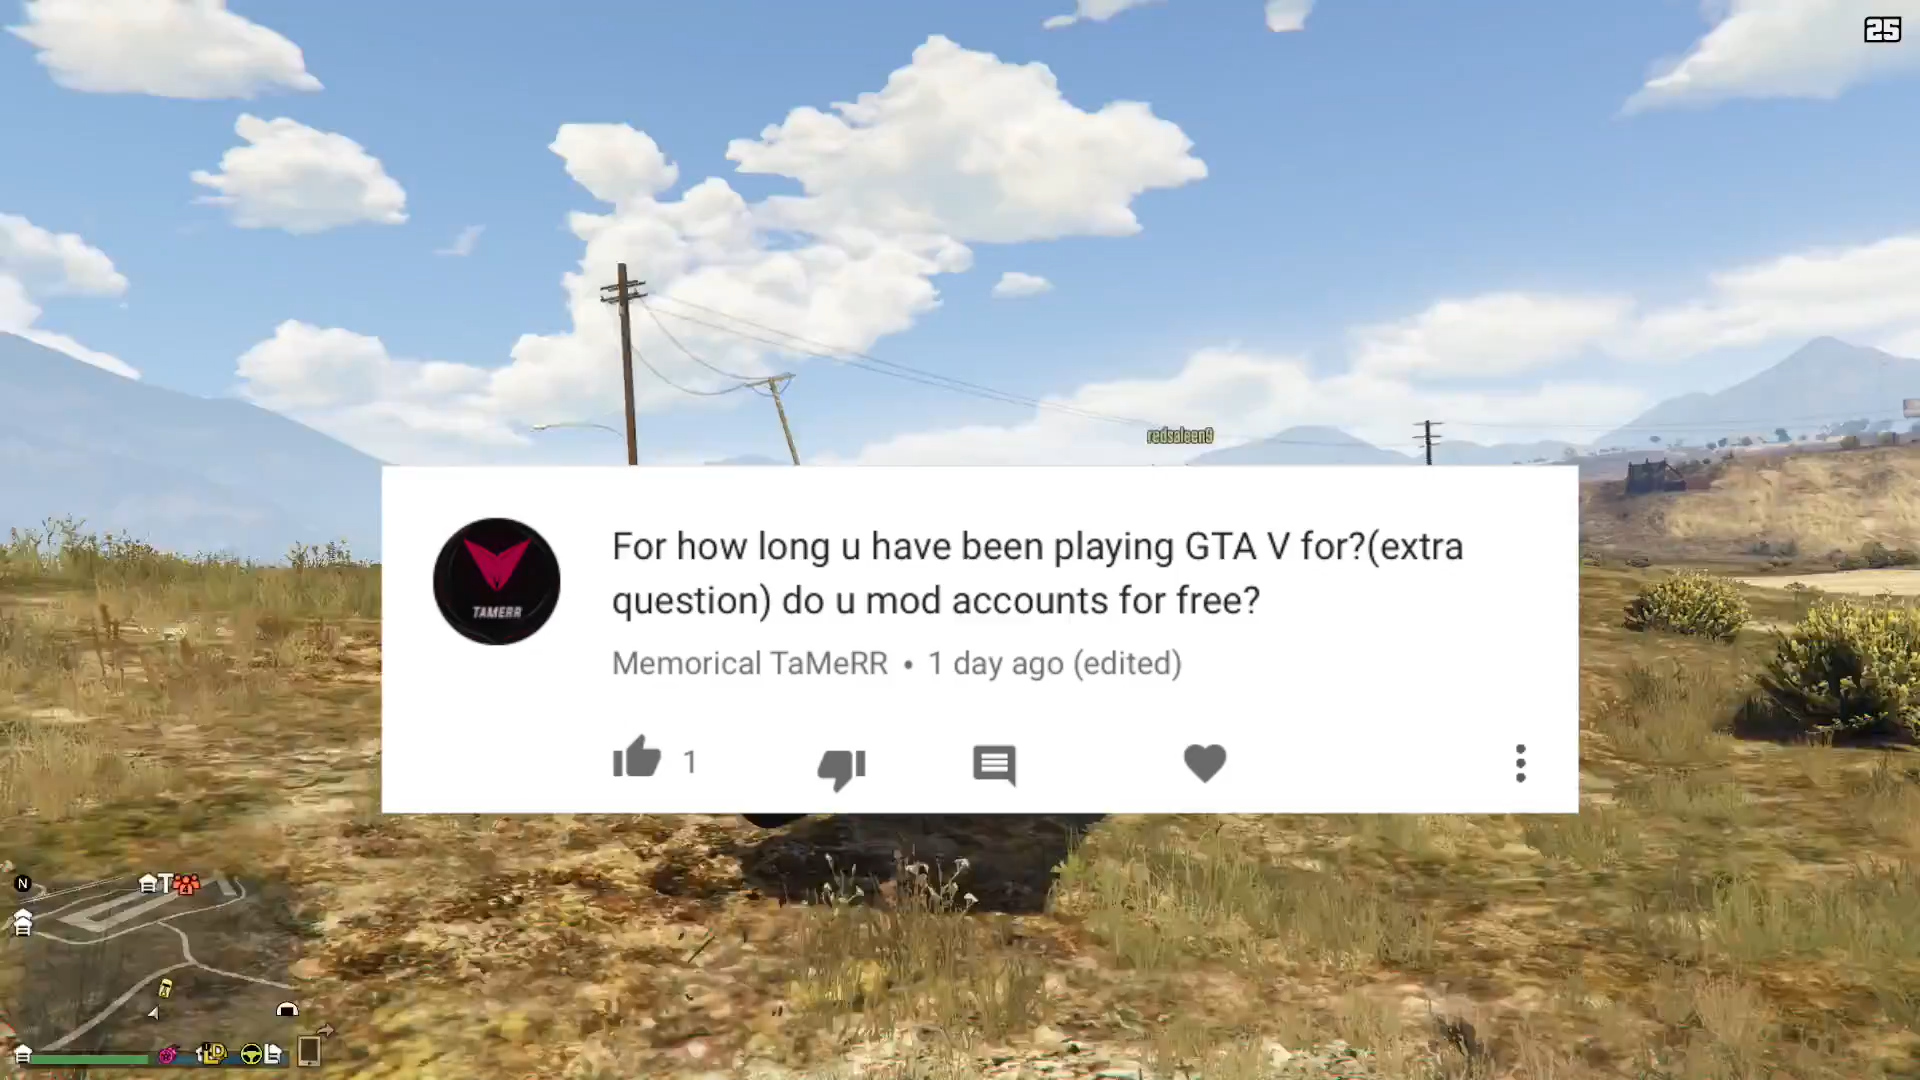 25
redsaleen9
For how long u have been playing GTA V for?(extra
question) do u mod accounts for free?
TAMERR
Memorical TaMeRR • 1 day ago (edited)
1
N
T